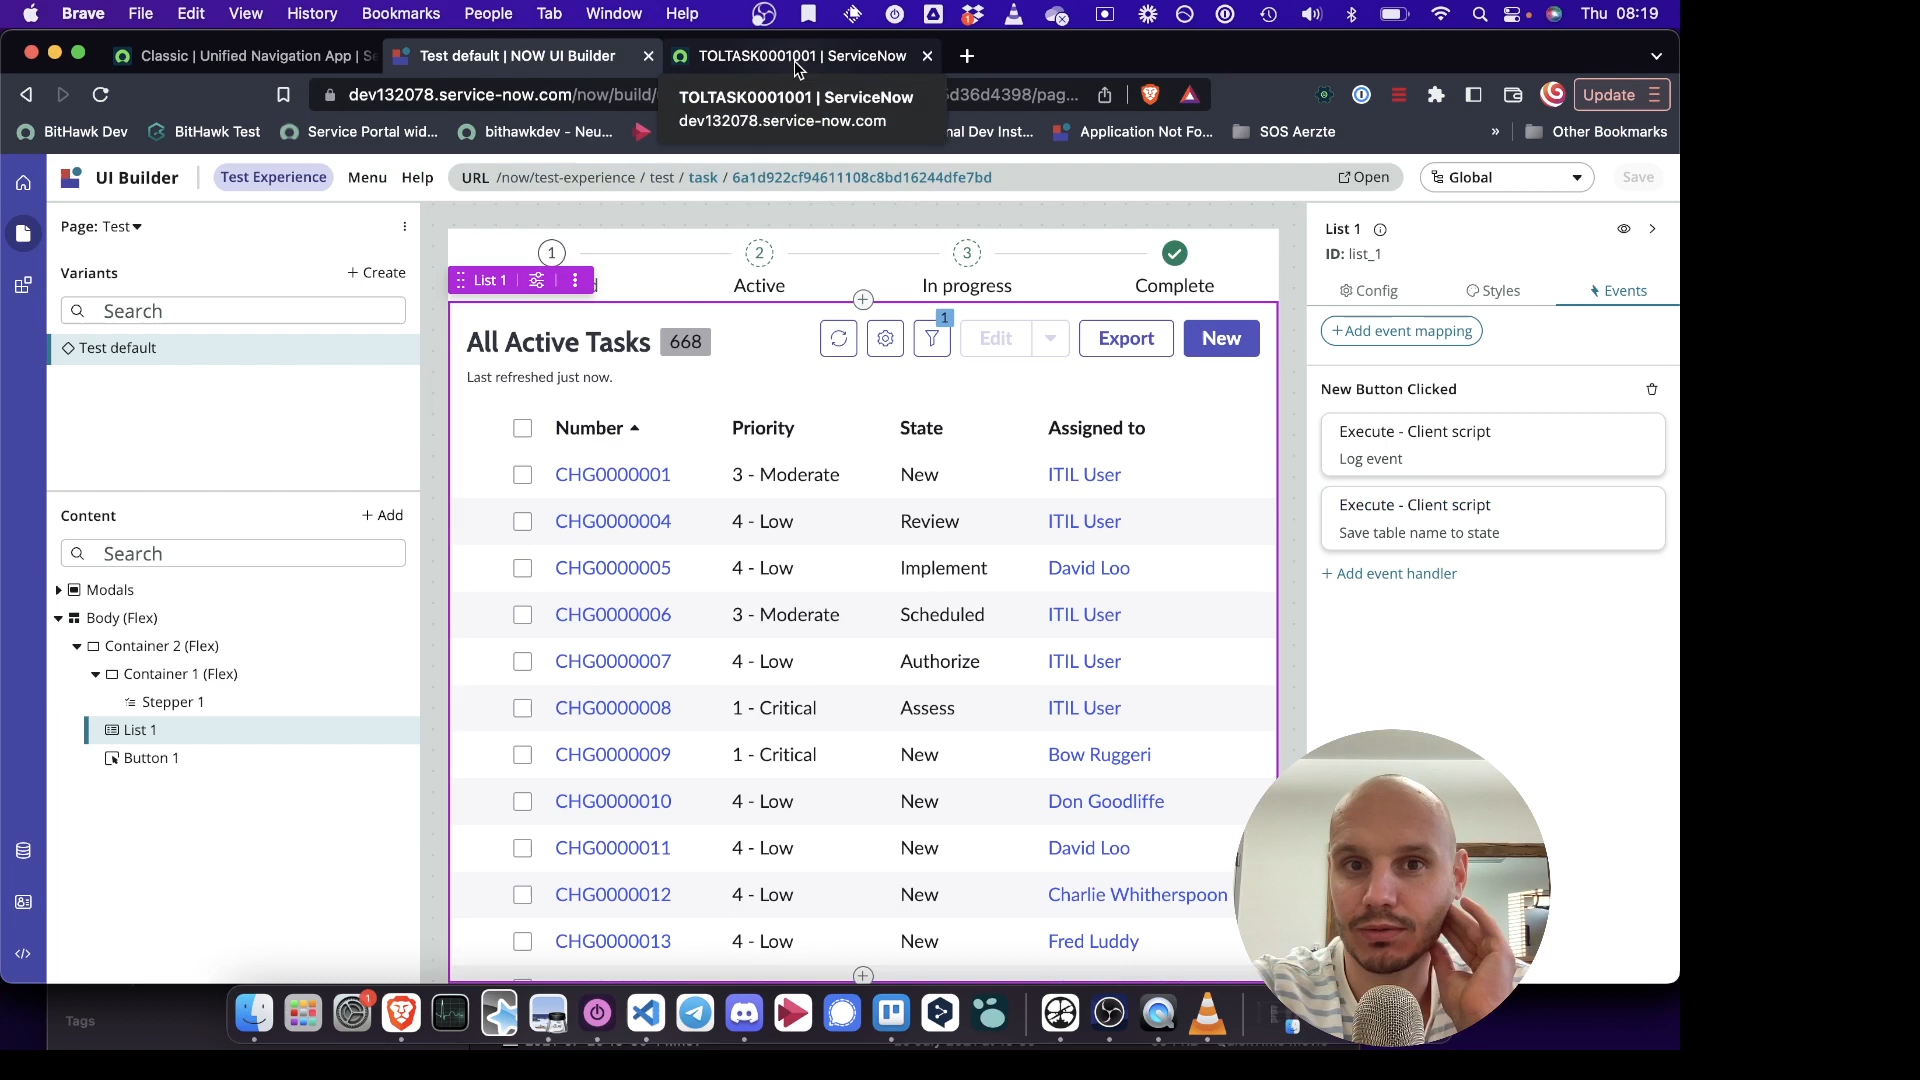 Brave File Edit View History Bookmarks People Tab Window Help Thu 08:19
Classic | Unified Navigation App | Se
Test default | NOW UI Builder
TOLTASK0001001 | ServiceNow
dev132078.service-now.com/now/build/
5d36d4398/pag...
Update
TOLTASK0001001 | ServiceNow
dev132078.service-now.com
BitHawk Dev BitHawk Test Service Portal wid... bithawkdev – Neu... nal Dev Inst... Application Not Fo... SOS Aerzte » Other Bookmarks
UI Builder Test Experience Menu Help URL /now/test-experience / test / task / 6a1d922cf94611108c8bd16244dfe7bd Open Global Save
Page: Test
Variants + Create
Search
Test default
Content + Add
Search
Modals
Body (Flex)
Container 2 (Flex)
Container 1 (Flex)
Stepper 1
List 1
Button 1
1 2 3
Active In progress Complete
List 1
All Active Tasks 668
1
Edit Export New
Last refreshed just now.
Number Priority State Assigned to
CHG0000001 3 - Moderate New ITIL User
CHG0000004 4 - Low Review ITIL User
CHG0000005 4 - Low Implement David Loo
CHG0000006 3 - Moderate Scheduled ITIL User
CHG0000007 4 - Low Authorize ITIL User
CHG0000008 1 - Critical Assess ITIL User
CHG0000009 1 - Critical New Bow Ruggeri
CHG0000010 4 - Low New Don Goodliffe
CHG0000011 4 - Low New David Loo
CHG0000012 4 - Low New Charlie Whitherspoon
CHG0000013 4 - Low New Fred Luddy
List 1
ID: list_1
Config Styles Events
+ Add event mapping
New Button Clicked
Execute - Client script
Log event
Execute - Client script
Save table name to state
+ Add event handler
Tags
1